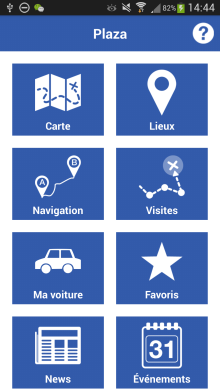 82% 14:44
Plaza ?
Carte Lieux
A B
Navigation Visites
Ma voiture Favoris
31
News Événements